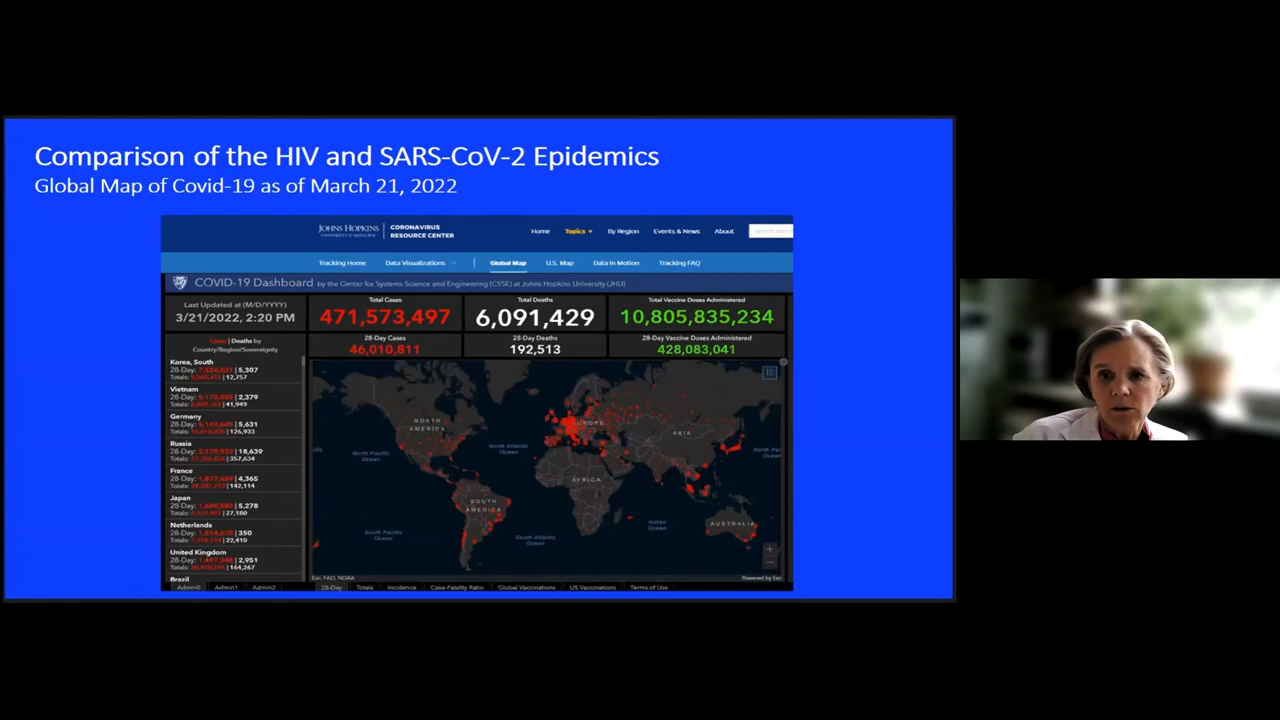 Comparison of the HIV and SARS-CoV-2 Epidemics
Global Map of Covid-19 as of March 21, 2022
JOHNS HOPKINS
UNIVERSITY & MEDICINE
CORONAVIRUS
RESOURCE CENTER
Home Topics By Region Events & News About
Tracking Home Data Visualizations Global Map U.S. Map Data in Motion Tracking FAQ
COVID-19 Dashboard by the Center for Systems Science and Engineering (CSSE) at Johns Hopkins University (JHU)
Last Updated at (M/D/YYYY)
3/21/2022, 2:20 PM
Total Cases
471,573,497
28-Day Cases
46,010,811
Total Deaths
6,091,429
28-Day Deaths
192,513
Total Vaccine Doses Administered
10,805,835,234
28-Day Vaccine Doses Administered
428,083,041
Cases | Deaths by
Country/Region/Sovereignty
Korea, South
28-Day: | 5,307
Totals: | 12,757
Vietnam
28-Day: | 2,379
Totals: | 41,949
Germany
28-Day: | 5,631
Totals: | 126,933
Russia
28-Day: | 18,639
Totals: | 357,634
France
28-Day: | 4,365
Totals: | 142,114
Japan
28-Day: | 5,278
Totals: | 27,180
Netherlands
28-Day: | 350
Totals: | 22,410
United Kingdom
28-Day: | 2,951
Totals: | 164,267
Brazil
Admin0 Admin1 Admin2
NORTH
AMERICA
EUROPE
ASIA
North Pacific
Ocean
North Atlantic
Ocean
AFRICA
SOUTH
AMERICA
Indian
Ocean
AUSTRALIA
South Pacific
Ocean
South Atlantic
Ocean
Esri, FAO, NOAA
Powered by Esri
28-Day Totals Incidence Case-Fatality Ratio Global Vaccinations US Vaccinations Terms of Use